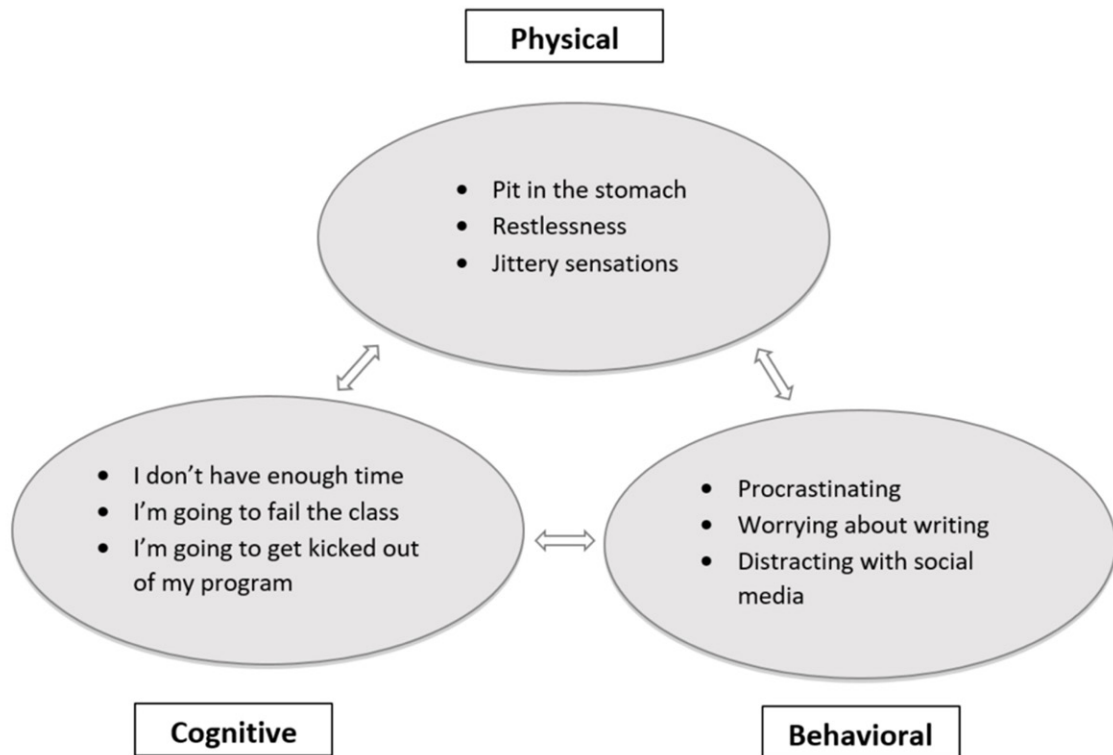 Physical
• Pit in the stomach
• Restlessness
• Jittery sensations
• I don’t have enough time
• I’m going to fail the class
• I’m going to get kicked out
of my program
• Procrastinating
• Worrying about writing
• Distracting with social
media
Cognitive
Behavioral